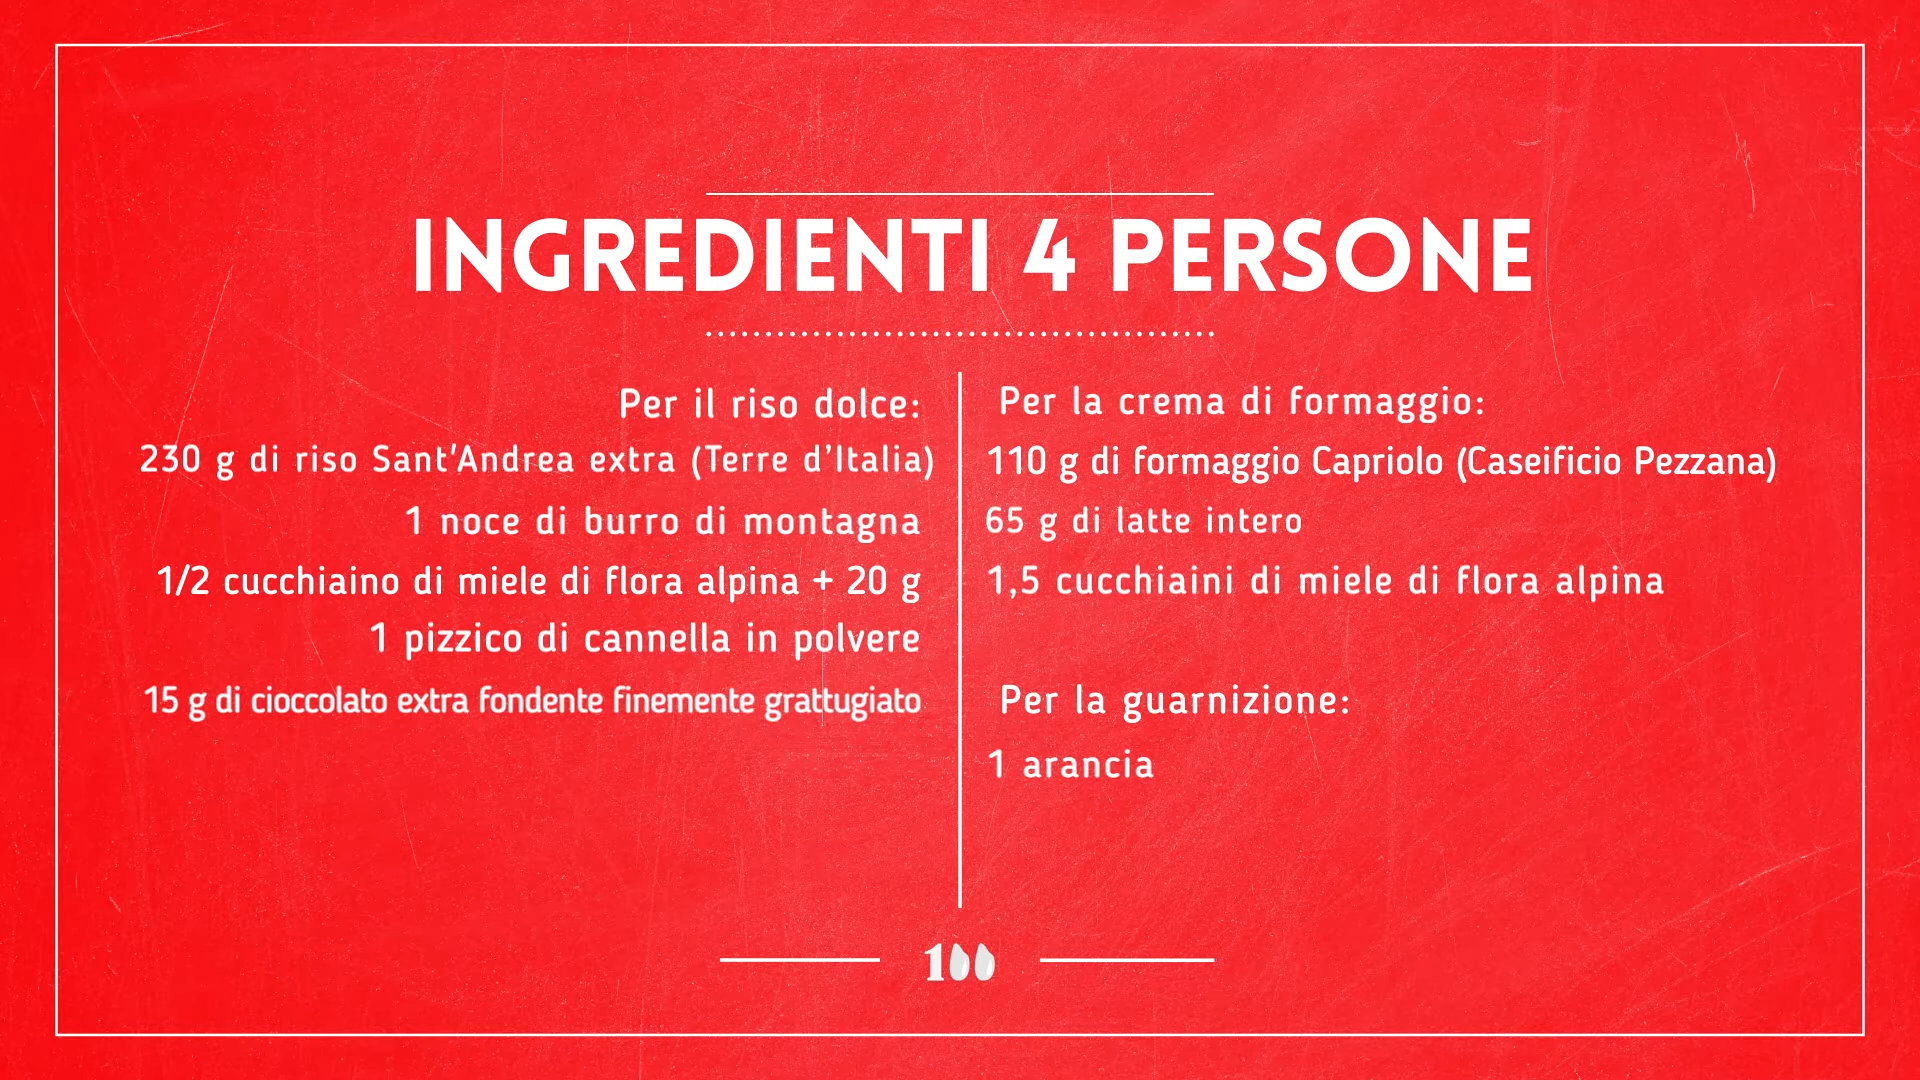 INGREDIENTI 4 PERSONE
Per il riso dolce:
230 g di riso Sant'Andrea extra (Terre d’Italia)
1 noce di burro di montagna
1/2 cucchiaino di miele di flora alpina + 20 g
1 pizzico di cannella in polvere
15 g di cioccolato extra fondente finemente grattugiato
Per la crema di formaggio:
110 g di formaggio Capriolo (Caseificio Pezzana)
65 g di latte intero
1,5 cucchiaini di miele di flora alpina
Per la guarnizione:
1 arancia
100